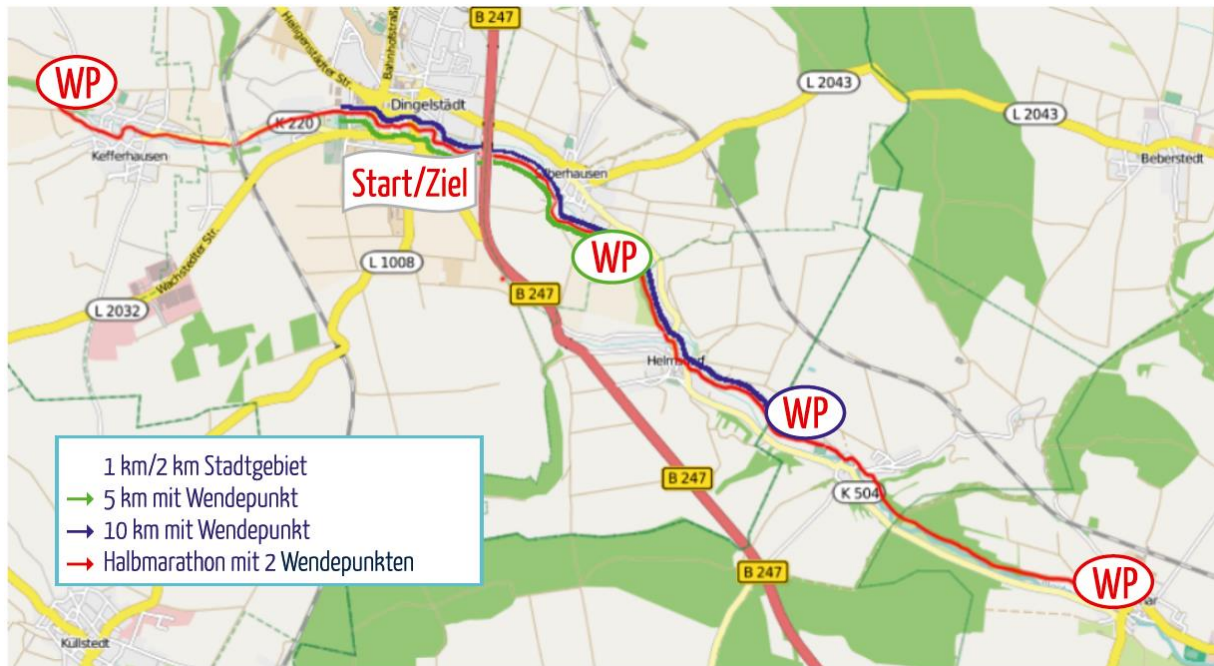 B 247
Heiligenstädter Str.
Bahnhofstraße
WP
L 2043
Dingelstädt
K 220
L 2043
Kefferhausen
Beberstedt
Start/Ziel
WP
Wachstedter Str.
L 1008
B 247
L 2032
WP
1 km/2 km Stadtgebiet
5 km mit Wendepunkt
10 km mit Wendepunkt
Halbmarathon mit 2 Wendepunkten
B 247
K 504
B 247
WP
Küllstedt